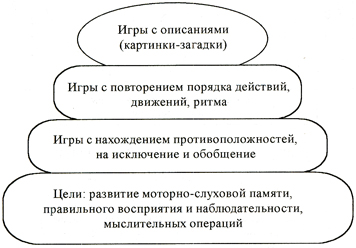 Игры с описаниями
(картинки-загадки)
Игры с повторением порядка действий,
движений, ритма
Игры с нахождением противоположностей,
на исключение и обобщение
Цели: развитие моторно-слуховой памяти,
правильного восприятия и наблюдательности,
мыслительных операций